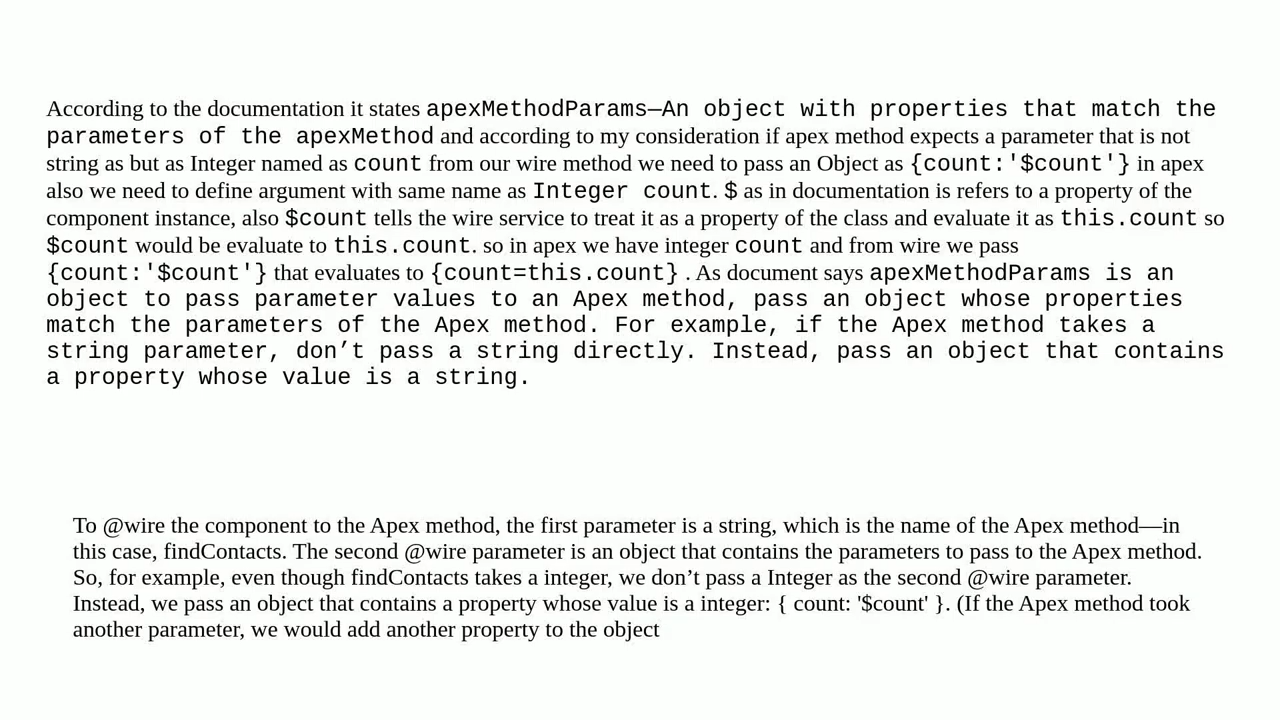 According to the documentation it states apexMethodParams—An object with properties that match the
parameters of the apexMethod and according to my consideration if apex method expects a parameter that is not
string as but as Integer named as count from our wire method we need to pass an Object as {count:'$count'} in apex
also we need to define argument with same name as Integer count. $ as in documentation is refers to a property of the
component instance, also $count tells the wire service to treat it as a property of the class and evaluate it as this.count so
$count would be evaluate to this.count. so in apex we have integer count and from wire we pass
{count:'$count'} that evaluates to {count=this.count} . As document says apexMethodParams is an
object to pass parameter values to an Apex method, pass an object whose properties
match the parameters of the Apex method. For example, if the Apex method takes a
string parameter, don’t pass a string directly. Instead, pass an object that contains
a property whose value is a string.
To @wire the component to the Apex method, the first parameter is a string, which is the name of the Apex method—in
this case, findContacts. The second @wire parameter is an object that contains the parameters to pass to the Apex method.
So, for example, even though findContacts takes a integer, we don’t pass a Integer as the second @wire parameter.
Instead, we pass an object that contains a property whose value is a integer: { count: '$count' }. (If the Apex method took
another parameter, we would add another property to the object